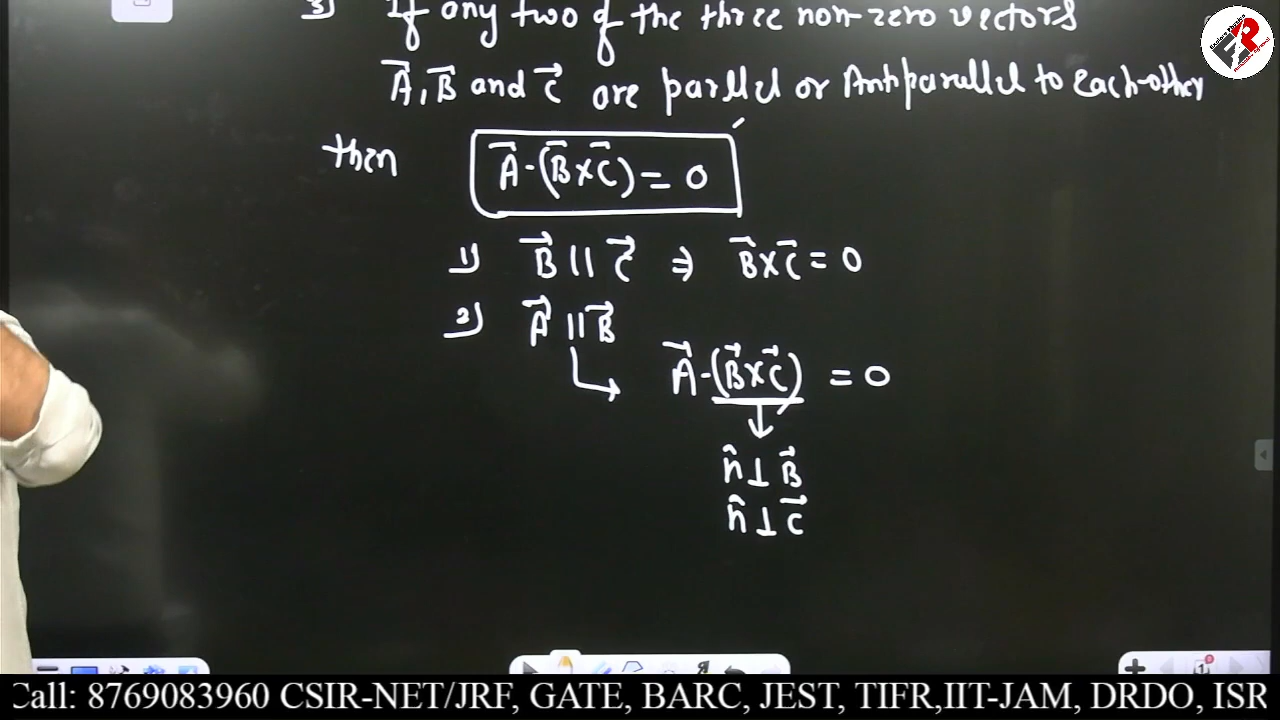 3) If any two of the three non-zero vectors
A⃗, B⃗ and C⃗ are parllel or Antiparallel to Each-other
then A⃗·(B⃗×C⃗) = 0
1) B⃗ || C⃗ ⇒ B⃗×C⃗ = 0
2) A⃗ || B⃗
A⃗·(B⃗×C⃗) = 0
n̂ ⊥ B⃗
n̂ ⊥ C⃗
Call: 8769083960 CSIR-NET/JRF, GATE, BARC, JEST, TIFR,IIT-JAM, DRDO, ISR